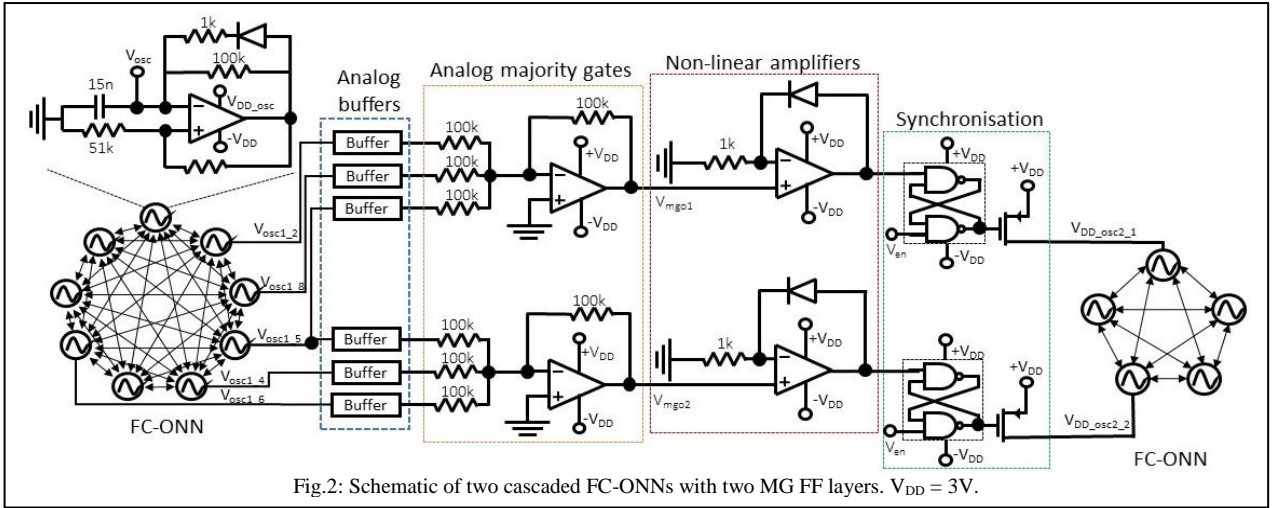 1k
V_osc
100k
15n
V_DD_osc
-V_DD
51k
Analog buffers
Analog majority gates
Non-linear amplifiers
Synchronisation
Buffer
Buffer
Buffer
100k
100k
100k
100k
+V_DD
-V_DD
V_mgo1
1k
+V_DD
-V_DD
+V_DD
V_en
-V_DD
+V_DD
V_DD_osc2_1
V_osc1_2
V_osc1_8
V_osc1_5
V_osc1_4
V_osc1_6
FC-ONN
Buffer
Buffer
Buffer
100k
100k
100k
100k
+V_DD
-V_DD
V_mgo2
1k
+V_DD
-V_DD
+V_DD
V_en
-V_DD
+V_DD
V_DD_osc2_2
FC-ONN
Fig.2: Schematic of two cascaded FC-ONNs with two MG FF layers. V_DD = 3V.